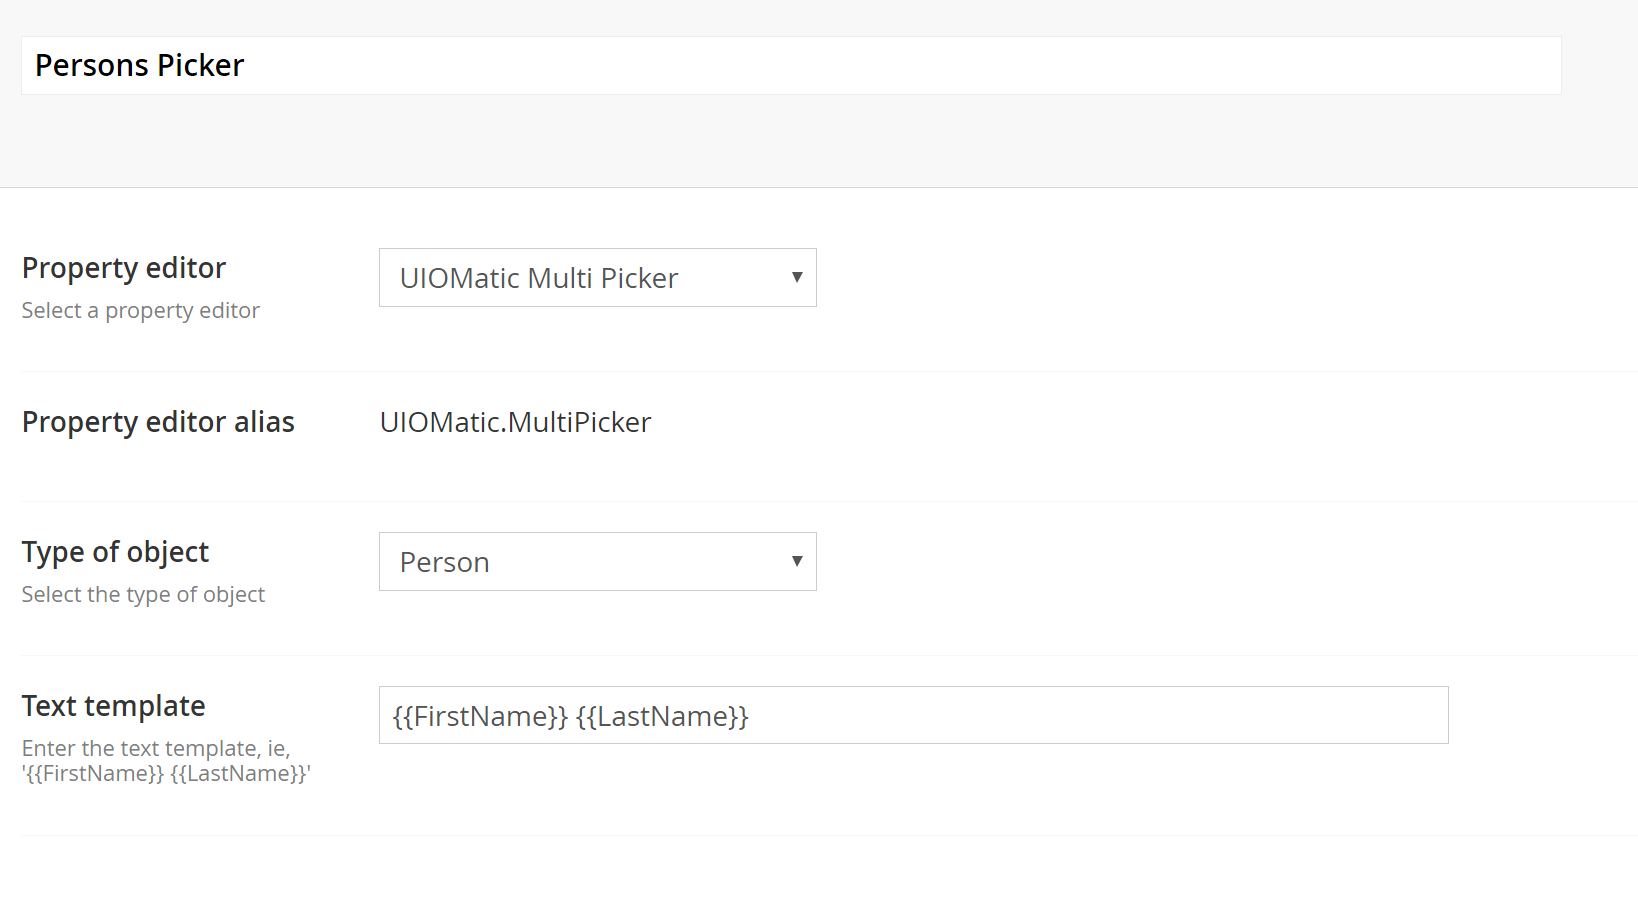 Persons Picker
Property editor
UIOMatic Multi Picker
Select a property editor
Property editor alias
UIOMatic.MultiPicker
Type of object
Person
Select the type of object
Text template
{{FirstName}} {{LastName}}
Enter the text template, ie,
'{{FirstName}} {{LastName}}'